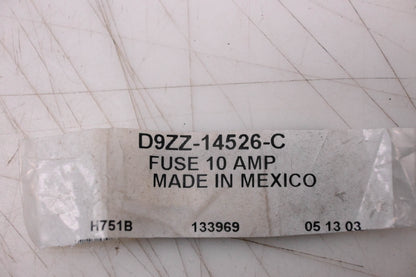 D9ZZ-14526-C
FUSE 10 AMP
MADE IN MEXICO
H751B 133969 05 13 03